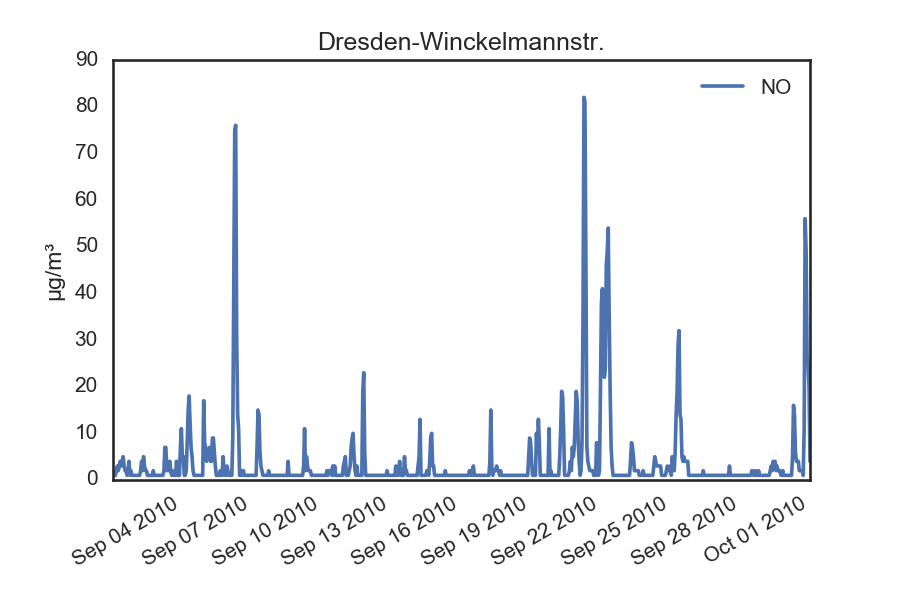 Dresden-Winckelmannstr.
90
80
70
60
50
40
30
20
10
0
µg/m³
NO
Sep 04 2010
Sep 07 2010
Sep 10 2010
Sep 13 2010
Sep 16 2010
Sep 19 2010
Sep 22 2010
Sep 25 2010
Sep 28 2010
Oct 01 2010